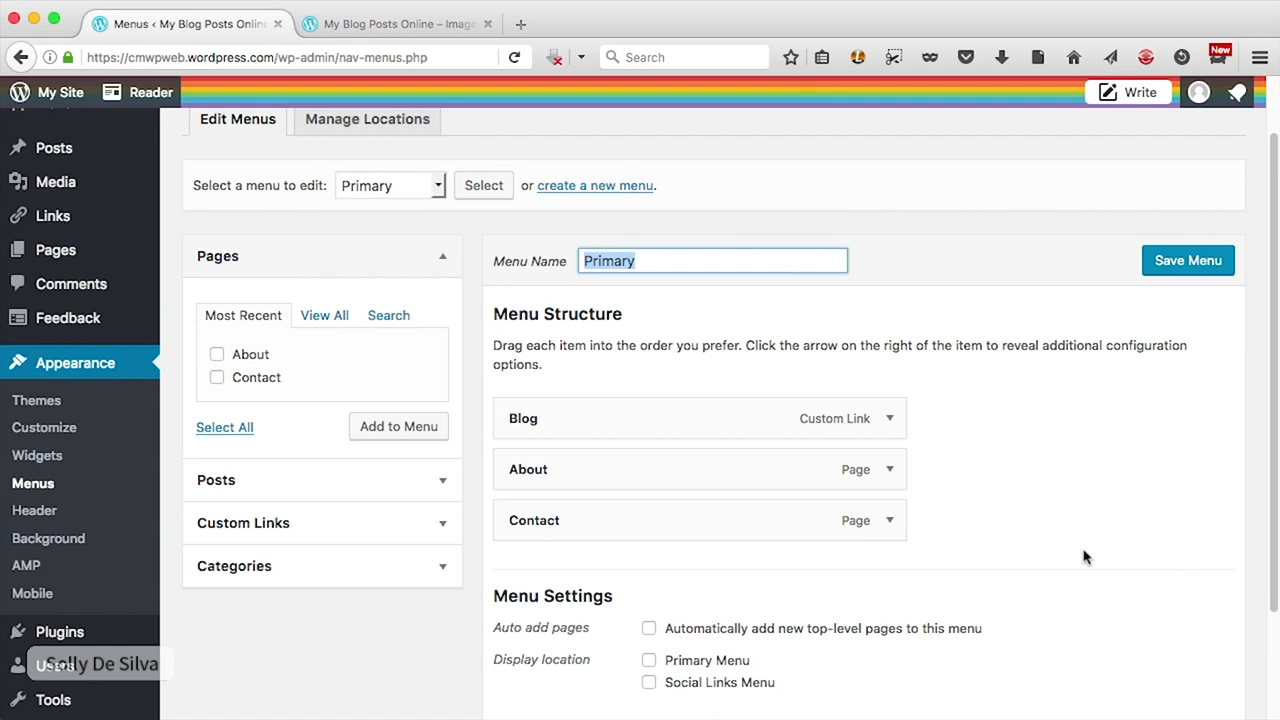 Menus ‹ My Blog Posts Online
My Blog Posts Online – Image
https://cmwpweb.wordpress.com/wp-admin/nav-menus.php
Search
New
My Site
Reader
Write
Edit Menus
Manage Locations
Posts
Media
Links
Pages
Comments
Feedback
Appearance
Themes
Customize
Widgets
Menus
Header
Background
AMP
Mobile
Plugins
Users
Solly De Silva
Tools
Select a menu to edit: Primary Select or create a new menu.
Pages
Most Recent View All Search
About
Contact
Select All Add to Menu
Posts
Custom Links
Categories
Menu Name Primary Save Menu
Menu Structure
Drag each item into the order you prefer. Click the arrow on the right of the item to reveal additional configuration
options.
Blog Custom Link
About Page
Contact Page
Menu Settings
Auto add pages Automatically add new top-level pages to this menu
Display location Primary Menu
Social Links Menu